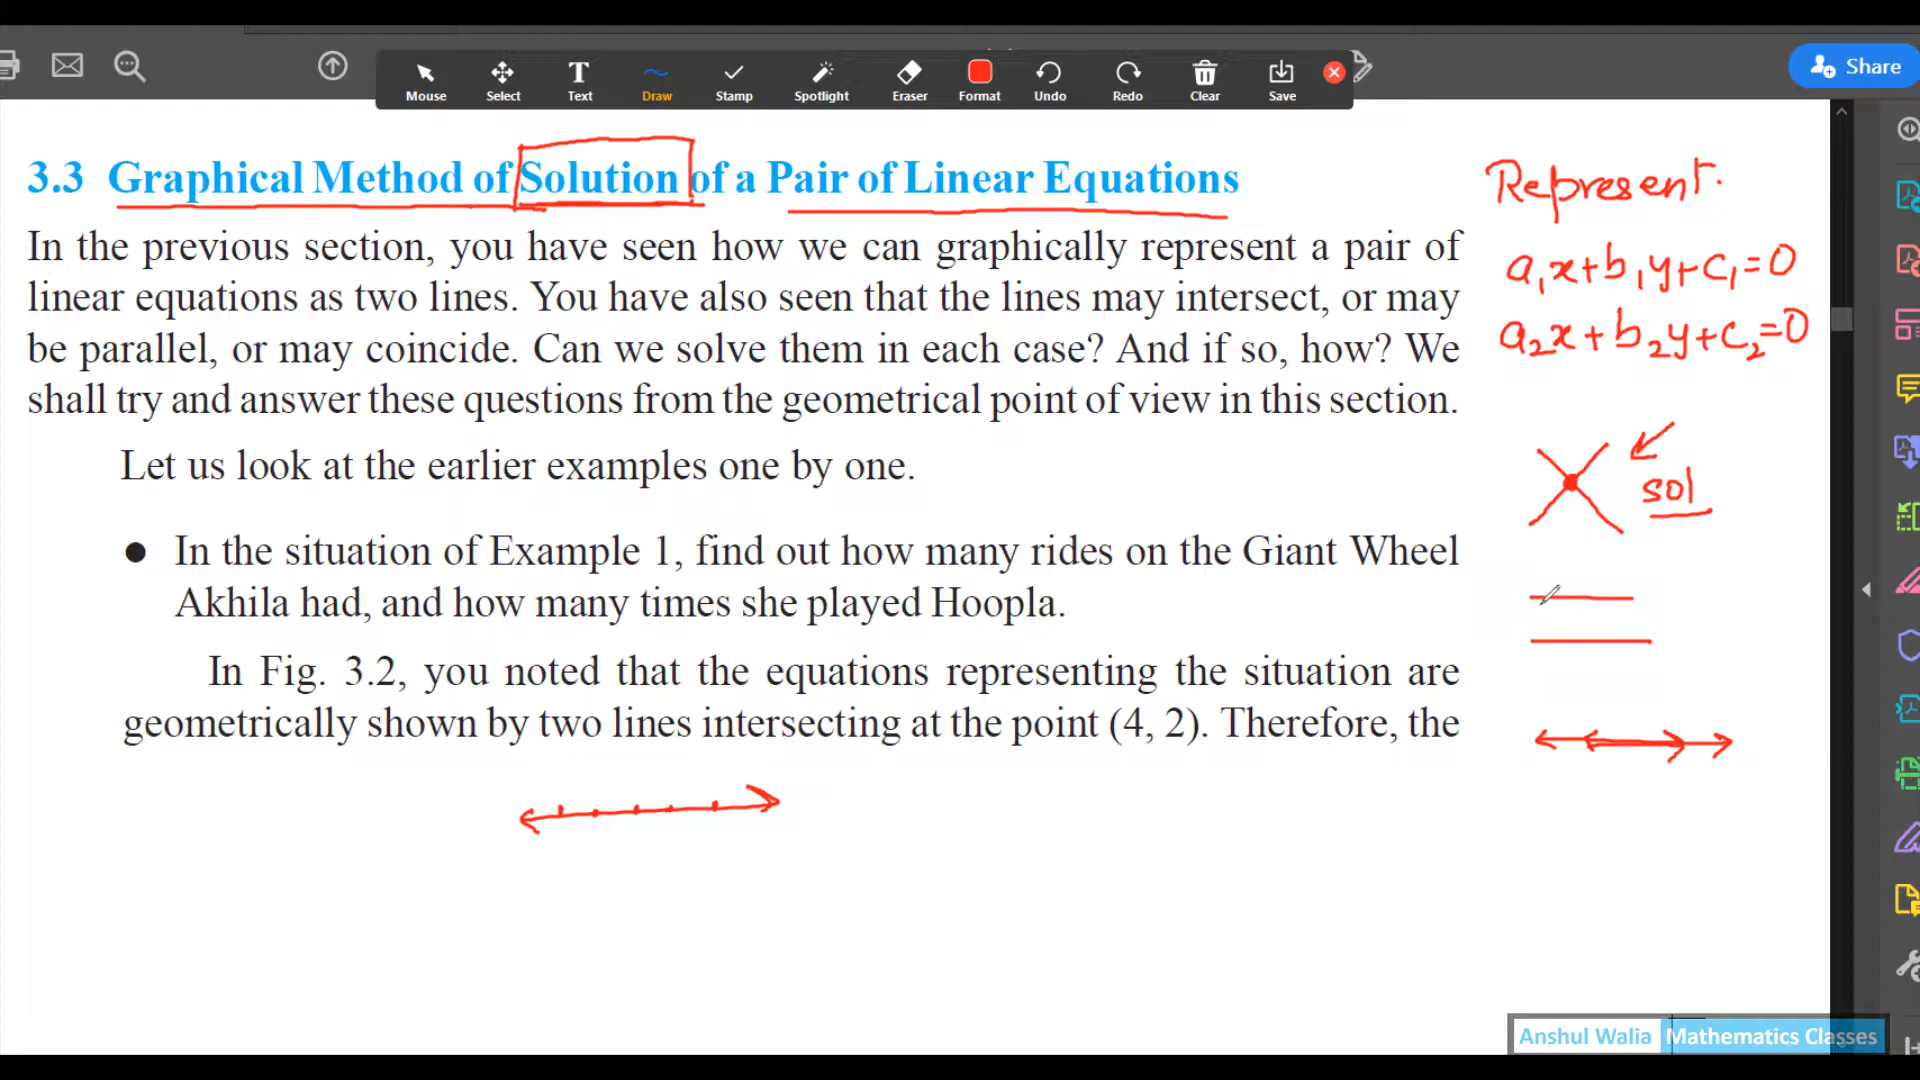 Mouse Select Text Draw Stamp Spotlight Eraser Format Undo Redo Clear Save
Share
3.3 Graphical Method of Solution of a Pair of Linear Equations
In the previous section, you have seen how we can graphically represent a pair of
linear equations as two lines. You have also seen that the lines may intersect, or may
be parallel, or may coincide. Can we solve them in each case? And if so, how? We
shall try and answer these questions from the geometrical point of view in this section.
Let us look at the earlier examples one by one.
● In the situation of Example 1, find out how many rides on the Giant Wheel
Akhila had, and how many times she played Hoopla.
In Fig. 3.2, you noted that the equations representing the situation are
geometrically shown by two lines intersecting at the point (4, 2). Therefore, the
Represent.
a₁x+b₁y+c₁=0
a₂x+b₂y+c₂=0
sol
Anshul Walia Mathematics Classes